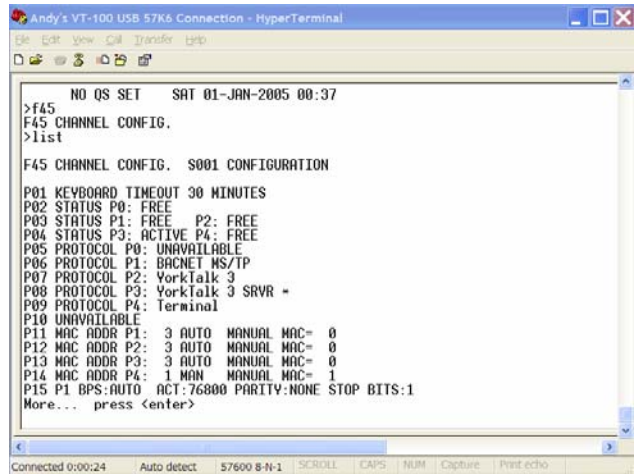 Andy's VT-100 USB 57K6 Connection - HyperTerminal
File Edit View Call Transfer Help
NO QS SET SAT 01-JAN-2005 00:37
>f45
F45 CHANNEL CONFIG.
>list
F45 CHANNEL CONFIG. S001 CONFIGURATION
P01 KEYBOARD TIMEOUT 30 MINUTES
P02 STATUS P0: FREE
P03 STATUS P1: FREE P2: FREE
P04 STATUS P3: ACTIVE P4: FREE
P05 PROTOCOL P0: UNAVAILABLE
P06 PROTOCOL P1: BACNET MS/TP
P07 PROTOCOL P2: YorkTalk 3
P08 PROTOCOL P3: YorkTalk 3 SRVR =
P09 PROTOCOL P4: Terminal
P10 UNAVAILABLE
P11 MAC ADDR P1: 3 AUTO MANUAL MAC= 0
P12 MAC ADDR P2: 3 AUTO MANUAL MAC= 0
P13 MAC ADDR P3: 3 AUTO MANUAL MAC= 0
P14 MAC ADDR P4: 1 MAN MANUAL MAC= 1
P15 P1 BPS:AUTO ACT:76800 PARITY:NONE STOP BITS:1
More... press <enter>
Connected 0:00:24 Auto detect 57600 8-N-1 SCROLL CAPS NUM Capture Print echo